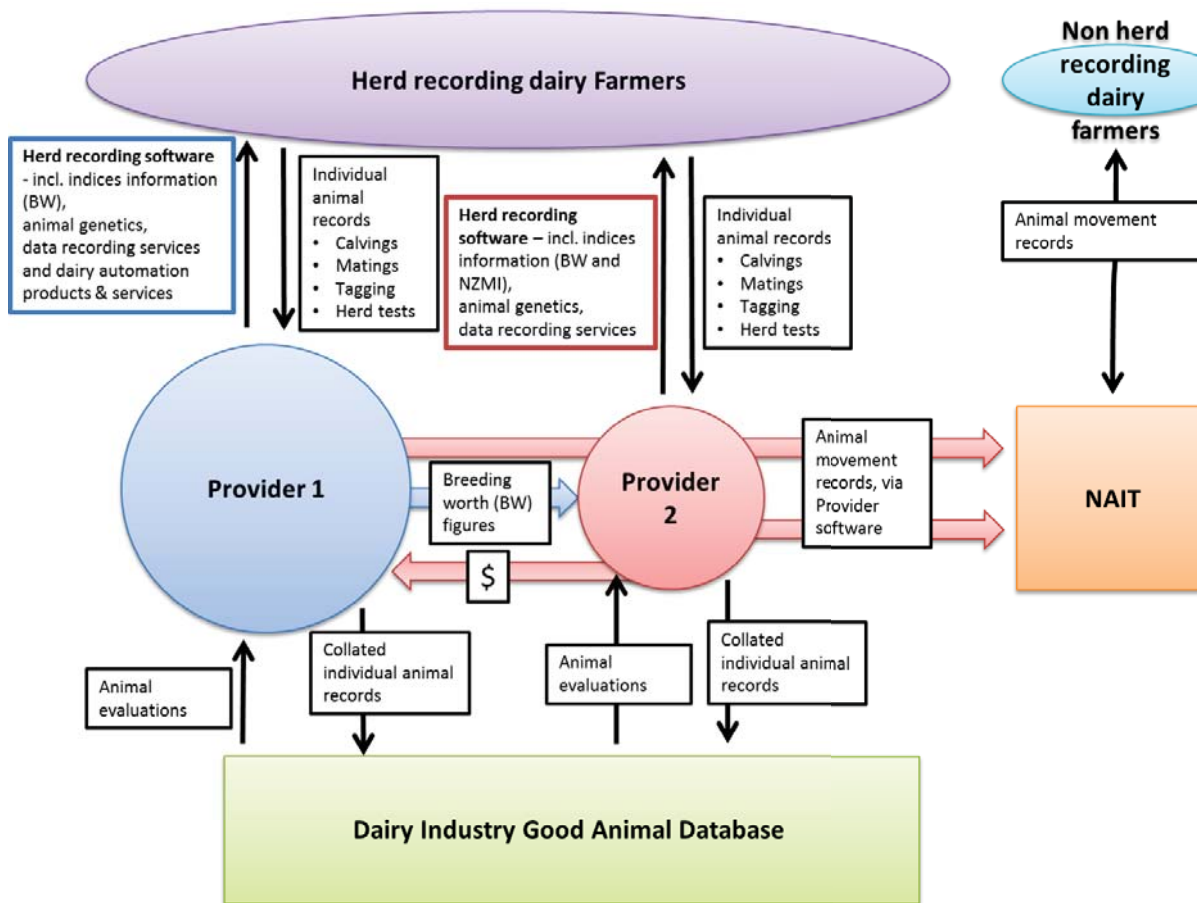 Herd recording dairy Farmers
Non herd
recording
dairy
farmers
Herd recording software
- incl. indices information
(BW),
animal genetics,
data recording services
and dairy automation
products & services
Individual
animal
records
• Calvings
• Matings
• Tagging
• Herd tests
Herd recording
software – incl. indices
information (BW and
NZMI),
animal genetics,
data recording services
Individual
animal records
• Calvings
• Matings
• Tagging
• Herd tests
Animal movement
records
Provider 1
Breeding
worth (BW)
figures
$
Provider
2
Animal
movement
records, via
Provider
software
NAIT
Animal
evaluations
Collated
individual animal
records
Animal
evaluations
Collated
individual animal
records
Dairy Industry Good Animal Database